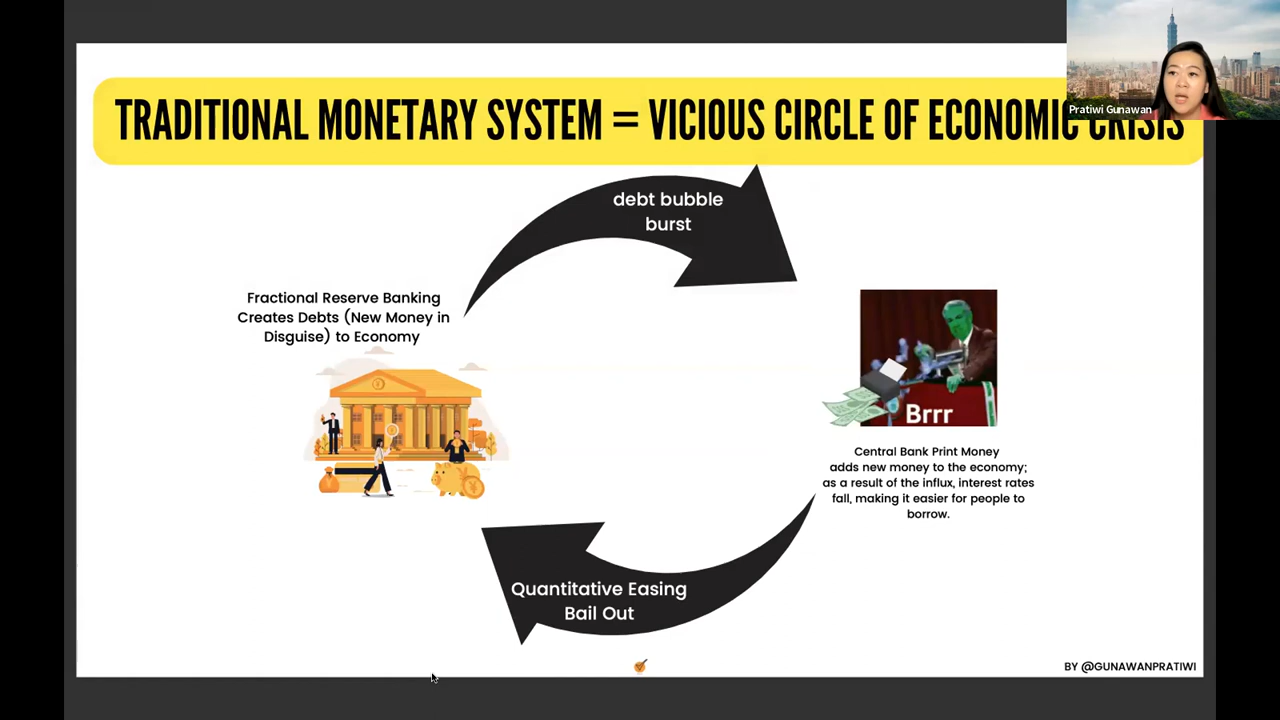 TRADITIONAL MONETARY SYSTEM = VICIOUS CIRCLE OF ECONOMIC CRISIS
Pratiwi Gunawan
debt bubble
burst
Fractional Reserve Banking
Creates Debts (New Money in
Disguise) to Economy
Brrr
Central Bank Print Money
adds new money to the economy;
as a result of the influx, interest rates
fall, making it easier for people to
borrow.
Quantitative Easing
Bail Out
BY @GUNAWANPRATIWI